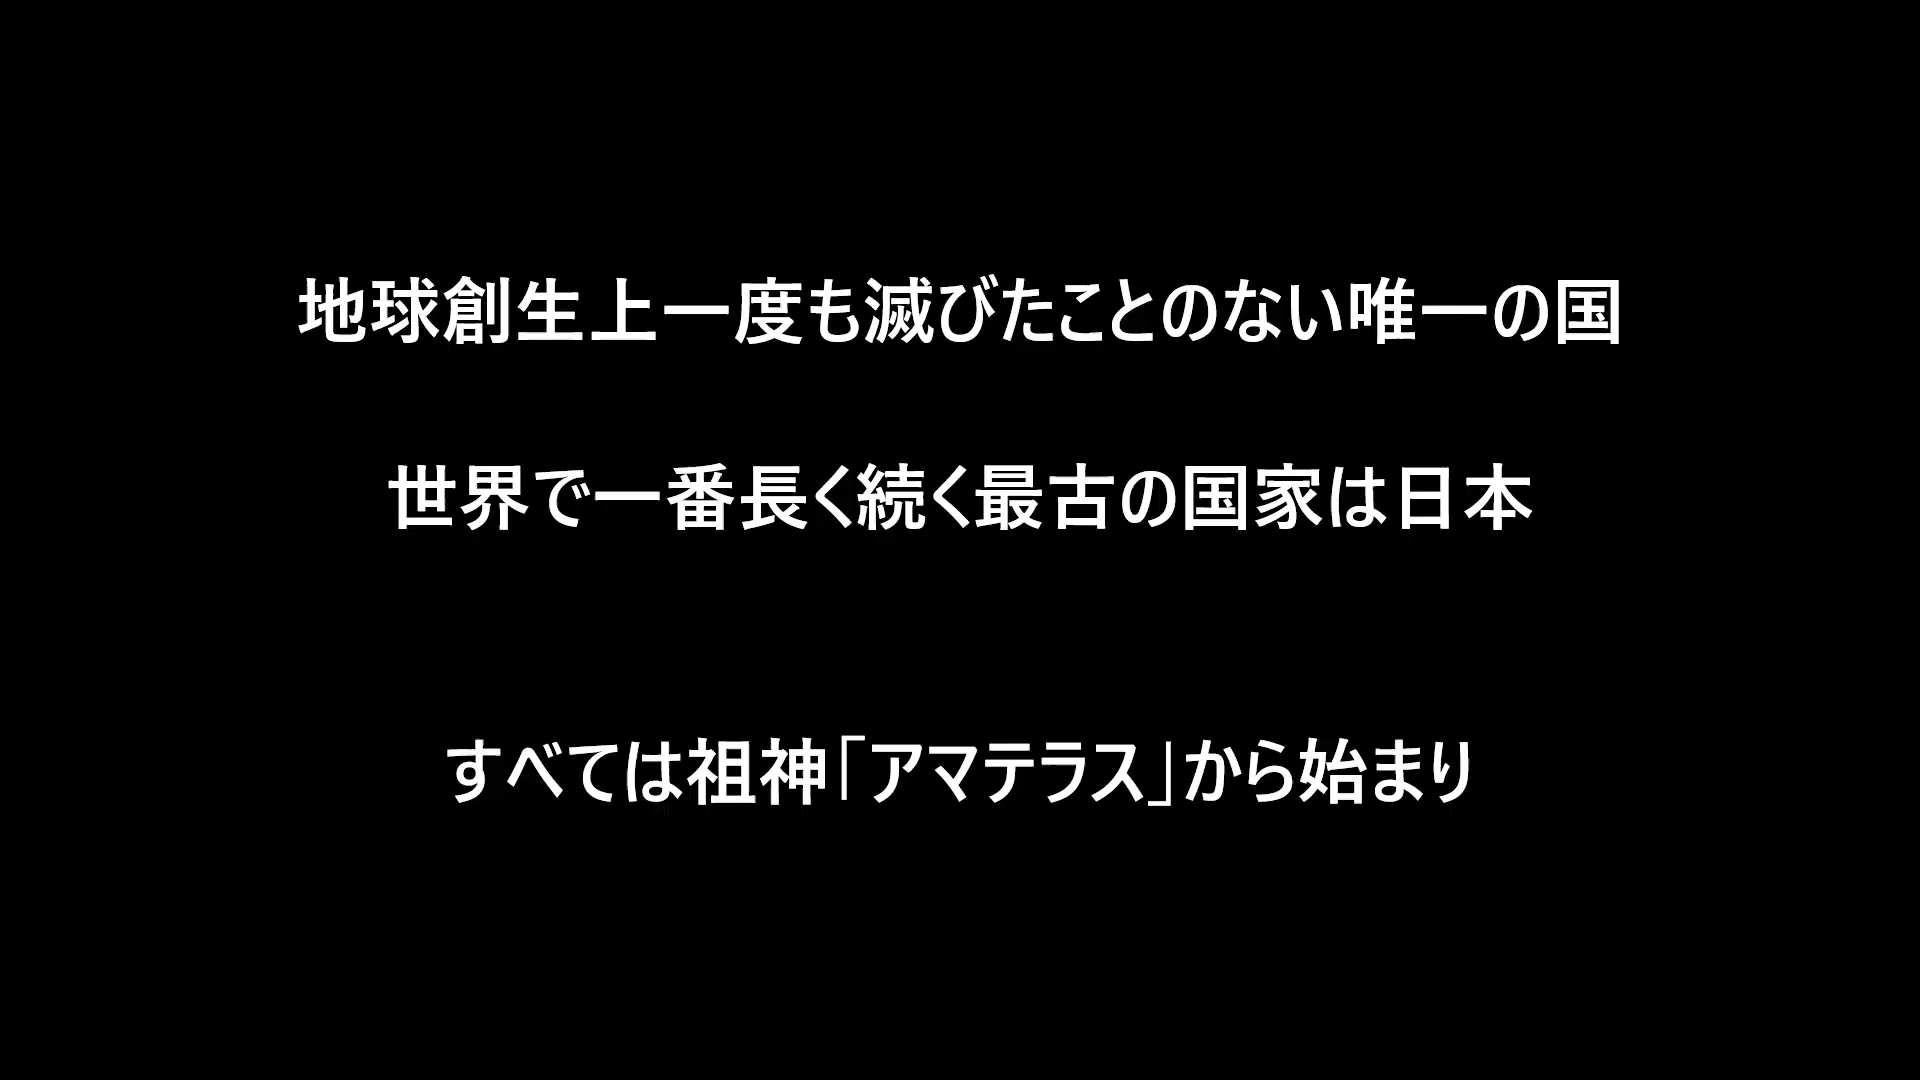 地球創生上一度も滅びたことのない唯一の国
世界で一番長く続く最古の国家は日本
すべては祖神「アマテラス」から始まり